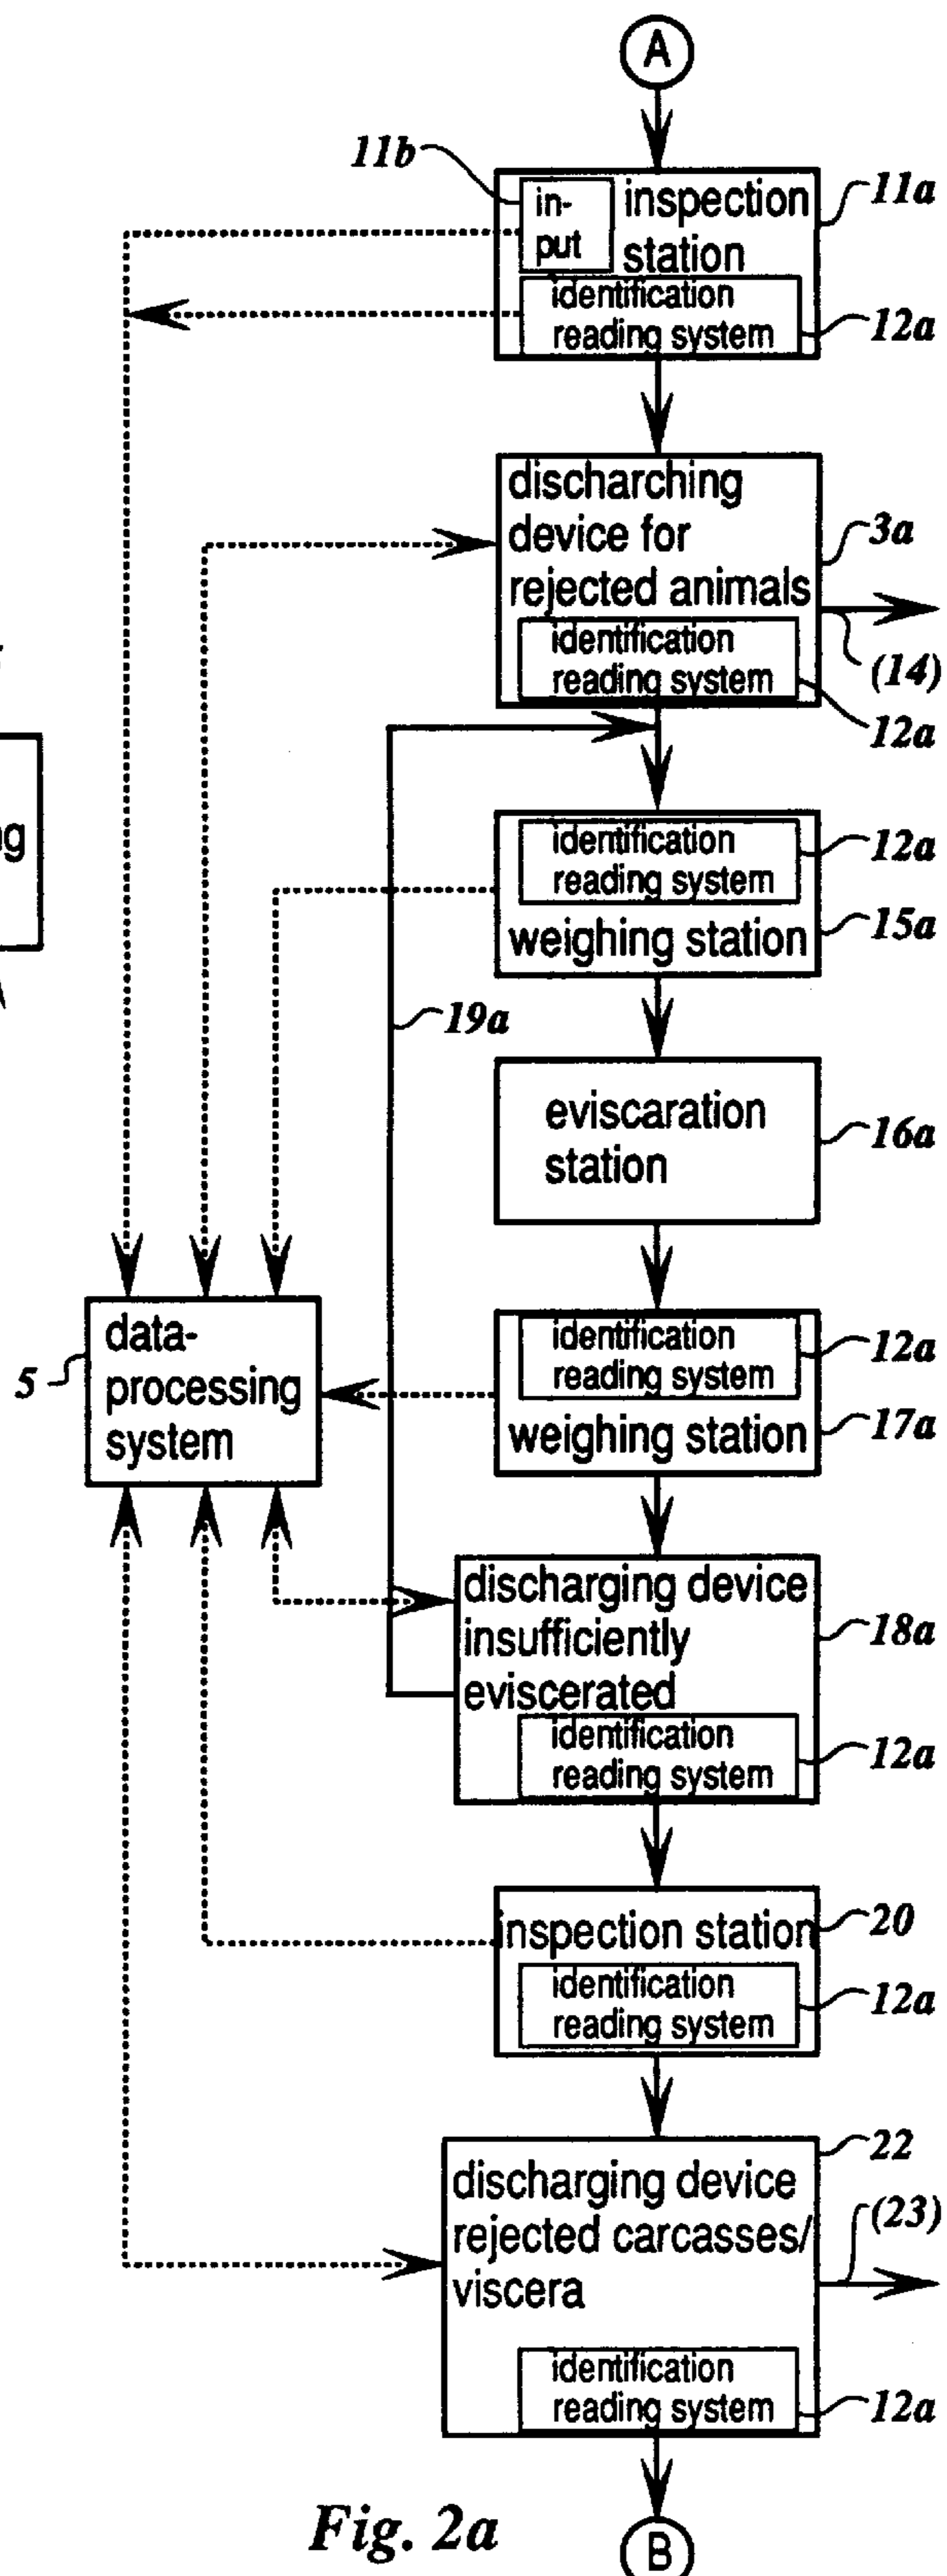 A
11b
in-
put
inspection
station
11a
identification
reading system
12a
discharching
device for
rejected animals
3a
(14)
identification
reading system
12a
identification
reading system
12a
weighing station
15a
19a
eviscaration
station
16a
5
data-
processing
system
identification
reading system
12a
weighing station
17a
discharging device
insufficiently
eviscerated
18a
identification
reading system
12a
inspection station
20
identification
reading system
12a
22
discharging device
rejected carcasses/
viscera
(23)
identification
reading system
12a
Fig. 2a
B